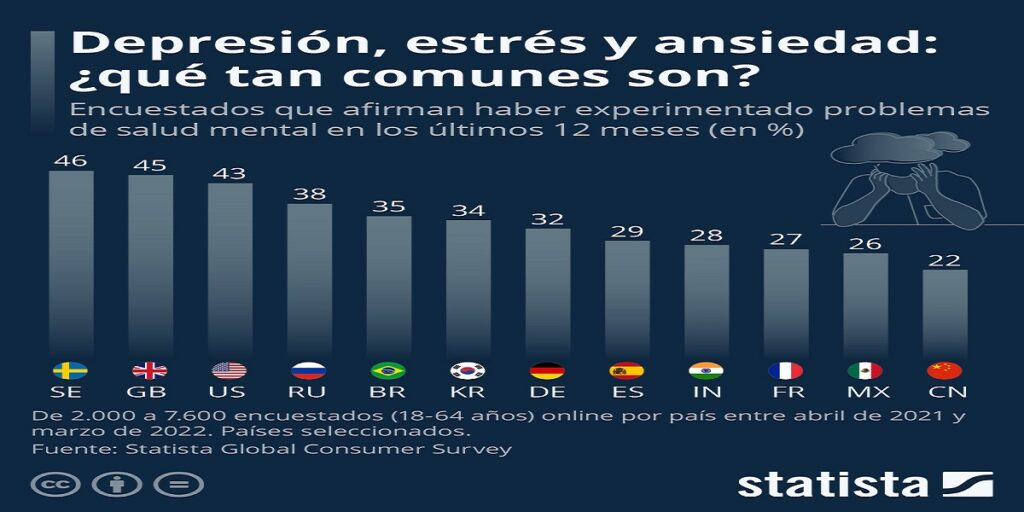 Depresión, estrés y ansiedad:
¿qué tan comunes son?
Encuestados que afirman haber experimentado problemas
de salud mental en los últimos 12 meses (en %)
46 45 43 38 35 34 32 29 28 27 26 22
SE GB US RU BR KR DE ES IN FR MX CN
De 2.000 a 7.600 encuestados (18-64 años) online por país entre abril de 2021 y
marzo de 2022. Países seleccionados.
Fuente: Statista Global Consumer Survey
cc
statista